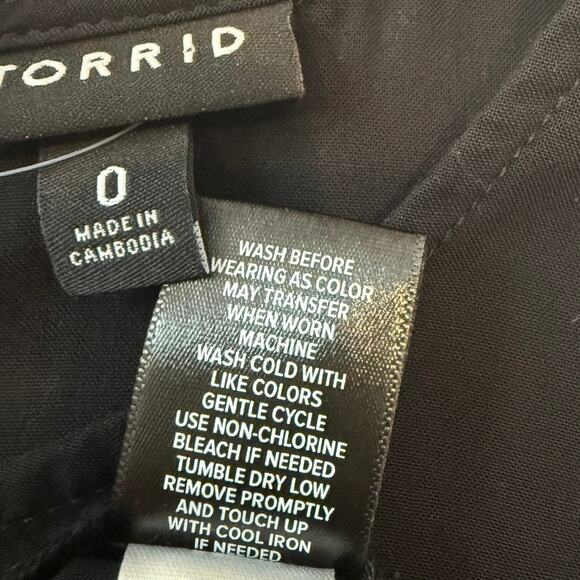 TORRID
0
MADE IN
CAMBODIA
WASH BEFORE
WEARING AS COLOR
MAY TRANSFER
WHEN WORN
MACHINE
WASH COLD WITH
LIKE COLORS
GENTLE CYCLE
USE NON-CHLORINE
BLEACH IF NEEDED
TUMBLE DRY LOW
REMOVE PROMPTLY
AND TOUCH UP
WITH COOL IRON
IF NEEDED